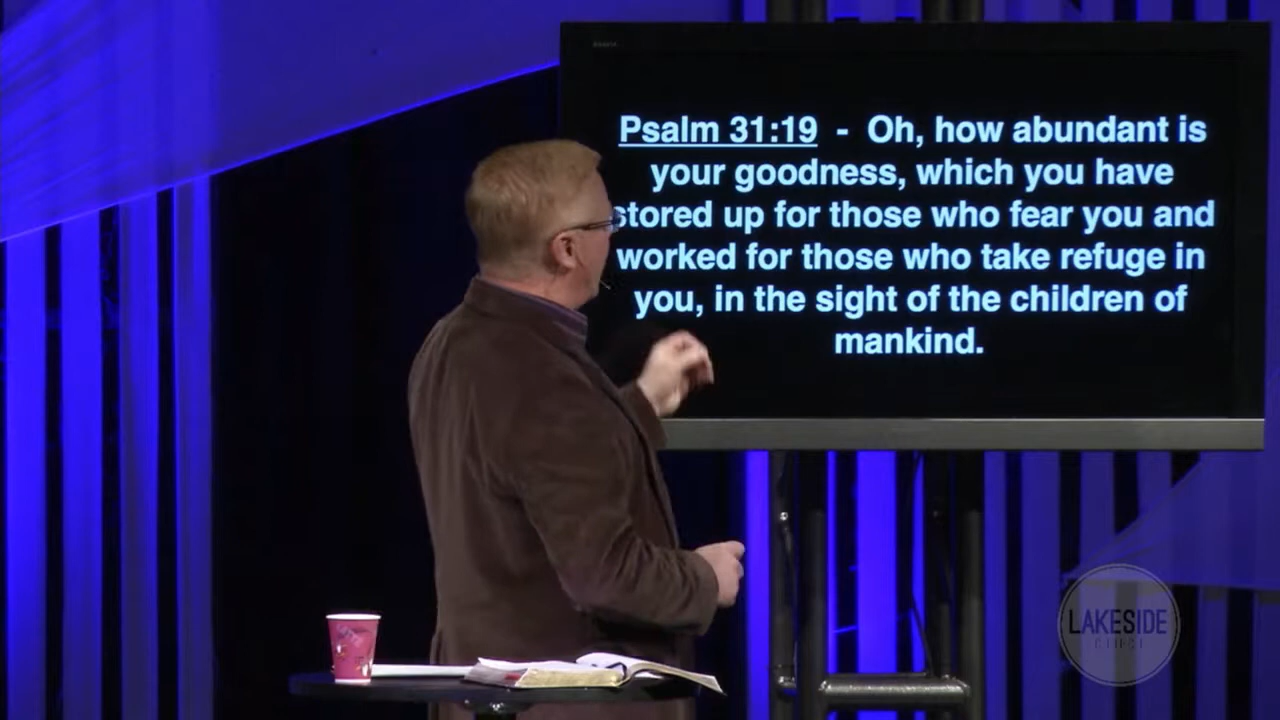 Psalm 31:19 - Oh, how abundant is
your goodness, which you have
stored up for those who fear you and
worked for those who take refuge in
you, in the sight of the children of
mankind.
LAKESIDE
CHURCH